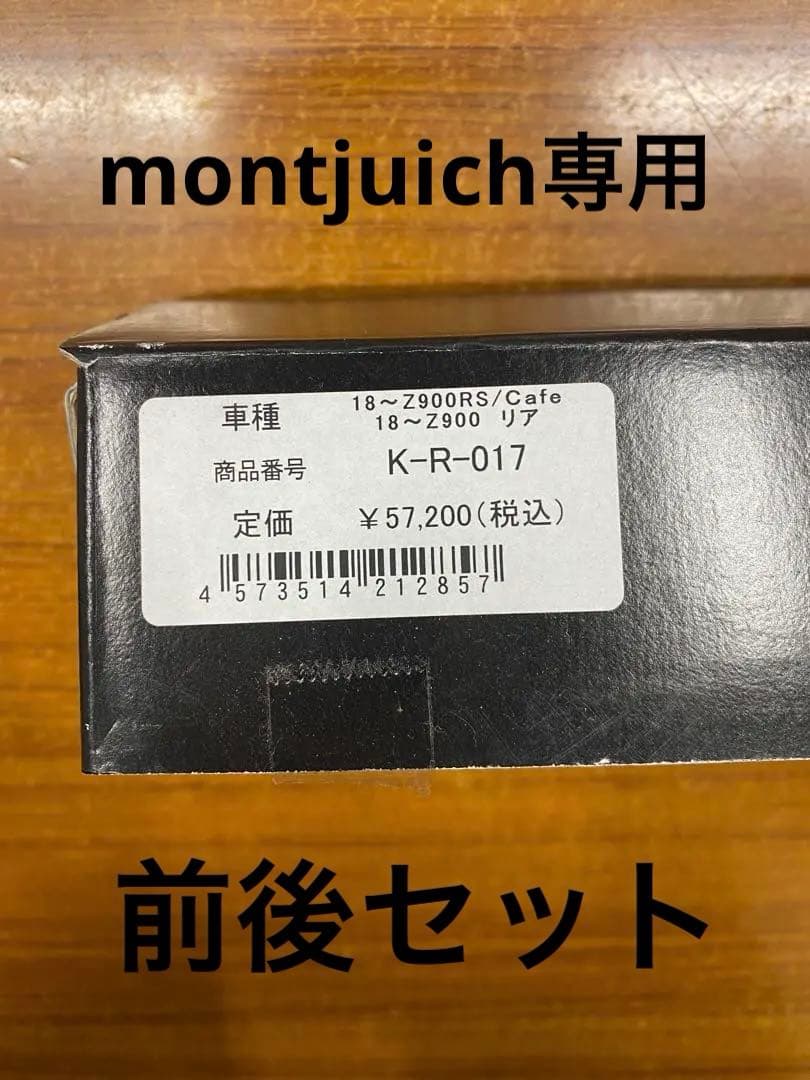 montjuich専用
車種 18～Z900RS/Cafe
18～Z900 リア
商品番号 K-R-017
定価 ￥57,200(税込)
4 573514 212857
前後セット